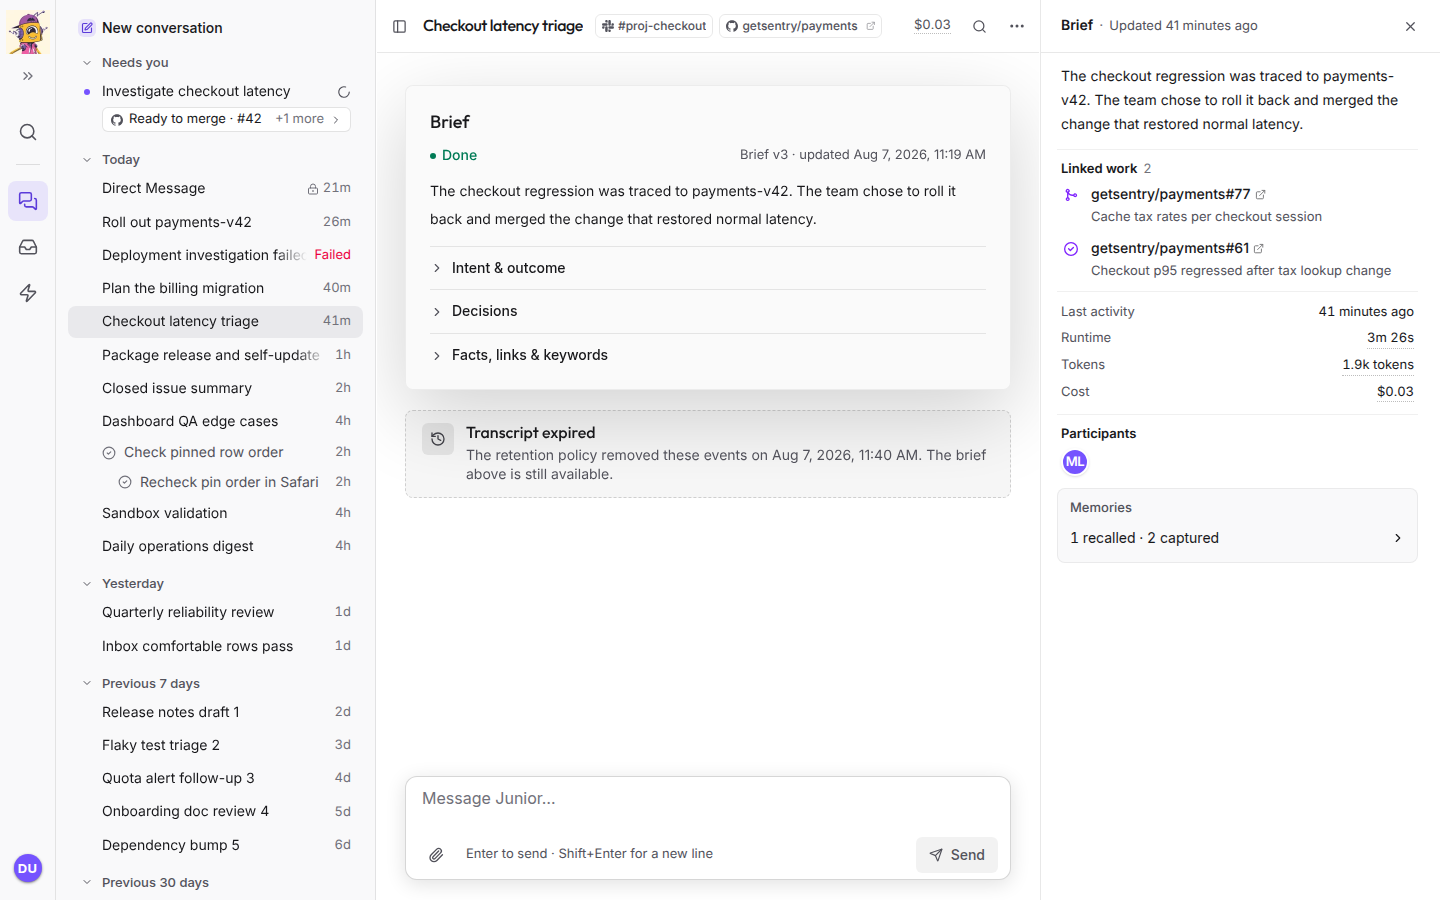 New conversation
Needs you
Investigate checkout latency
Ready to merge · #42 +1 more
Today
Direct Message 21m
Roll out payments-v42 26m
Deployment investigation failed Failed
Plan the billing migration 40m
Checkout latency triage 41m
Package release and self-update 1h
Closed issue summary 2h
Dashboard QA edge cases 4h
Check pinned row order 2h
Recheck pin order in Safari 2h
Sandbox validation 4h
Daily operations digest 4h
Yesterday
Quarterly reliability review 1d
Inbox comfortable rows pass 1d
Previous 7 days
Release notes draft 1 2d
Flaky test triage 2 3d
Quota alert follow-up 3 4d
Onboarding doc review 4 5d
Dependency bump 5 6d
Previous 30 days
DU
Checkout latency triage #proj-checkout getsentry/payments $0.03
Brief
Done Brief v3 · updated Aug 7, 2026, 11:19 AM
The checkout regression was traced to payments-v42. The team chose to roll it
back and merged the change that restored normal latency.
Intent & outcome
Decisions
Facts, links & keywords
Transcript expired
The retention policy removed these events on Aug 7, 2026, 11:40 AM. The brief
above is still available.
Message Junior...
Enter to send · Shift+Enter for a new line Send
Brief · Updated 41 minutes ago
The checkout regression was traced to payments-
v42. The team chose to roll it back and merged the
change that restored normal latency.
Linked work 2
getsentry/payments#77
Cache tax rates per checkout session
getsentry/payments#61
Checkout p95 regressed after tax lookup change
Last activity 41 minutes ago
Runtime 3m 26s
Tokens 1.9k tokens
Cost $0.03
Participants
ML
Memories
1 recalled · 2 captured